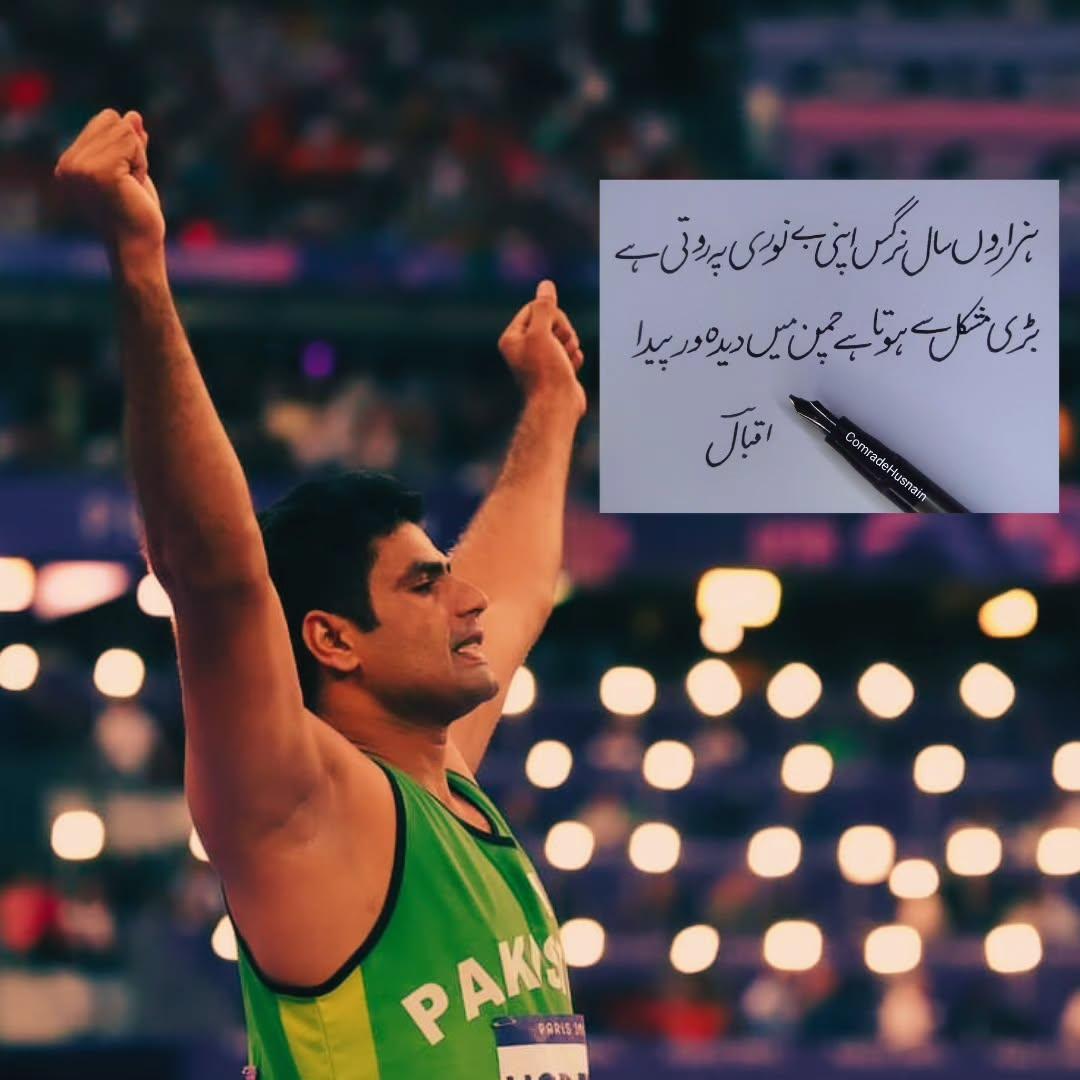 ہزاروں سال نرگس اپنی بے نوری پہ روتی ہے
بڑی مشکل سے ہوتا ہے چمن میں دیدہ ور پیدا
اقبال
ComradeHusnain
PAKIS
PARIS